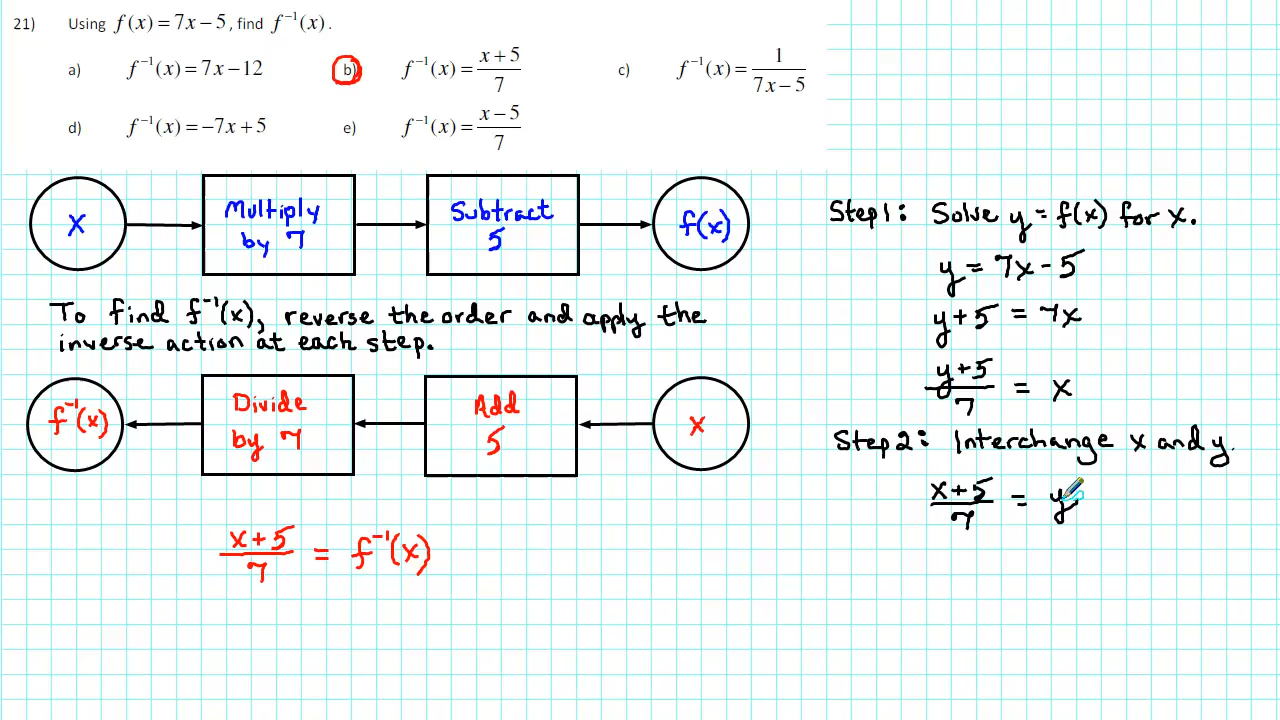 21) Using f(x) = 7x − 5, find f⁻¹(x).
a) f⁻¹(x) = 7x − 12 b) f⁻¹(x) = (x + 5)/7 c) f⁻¹(x) = 1/(7x − 5)
d) f⁻¹(x) = −7x + 5 e) f⁻¹(x) = (x − 5)/7
x
Multiply
by 7
Subtract
5
f(x)
To find f⁻¹(x), reverse the order and apply the
inverse action at each step.
f⁻¹(x)
Divide
by 7
Add
5
x
(x + 5)/7 = f⁻¹(x)
Step 1: Solve y = f(x) for x.
y = 7x - 5
y + 5 = 7x
(y + 5)/7 = x
Step 2: Interchange x and y.
(x + 5)/7 = y